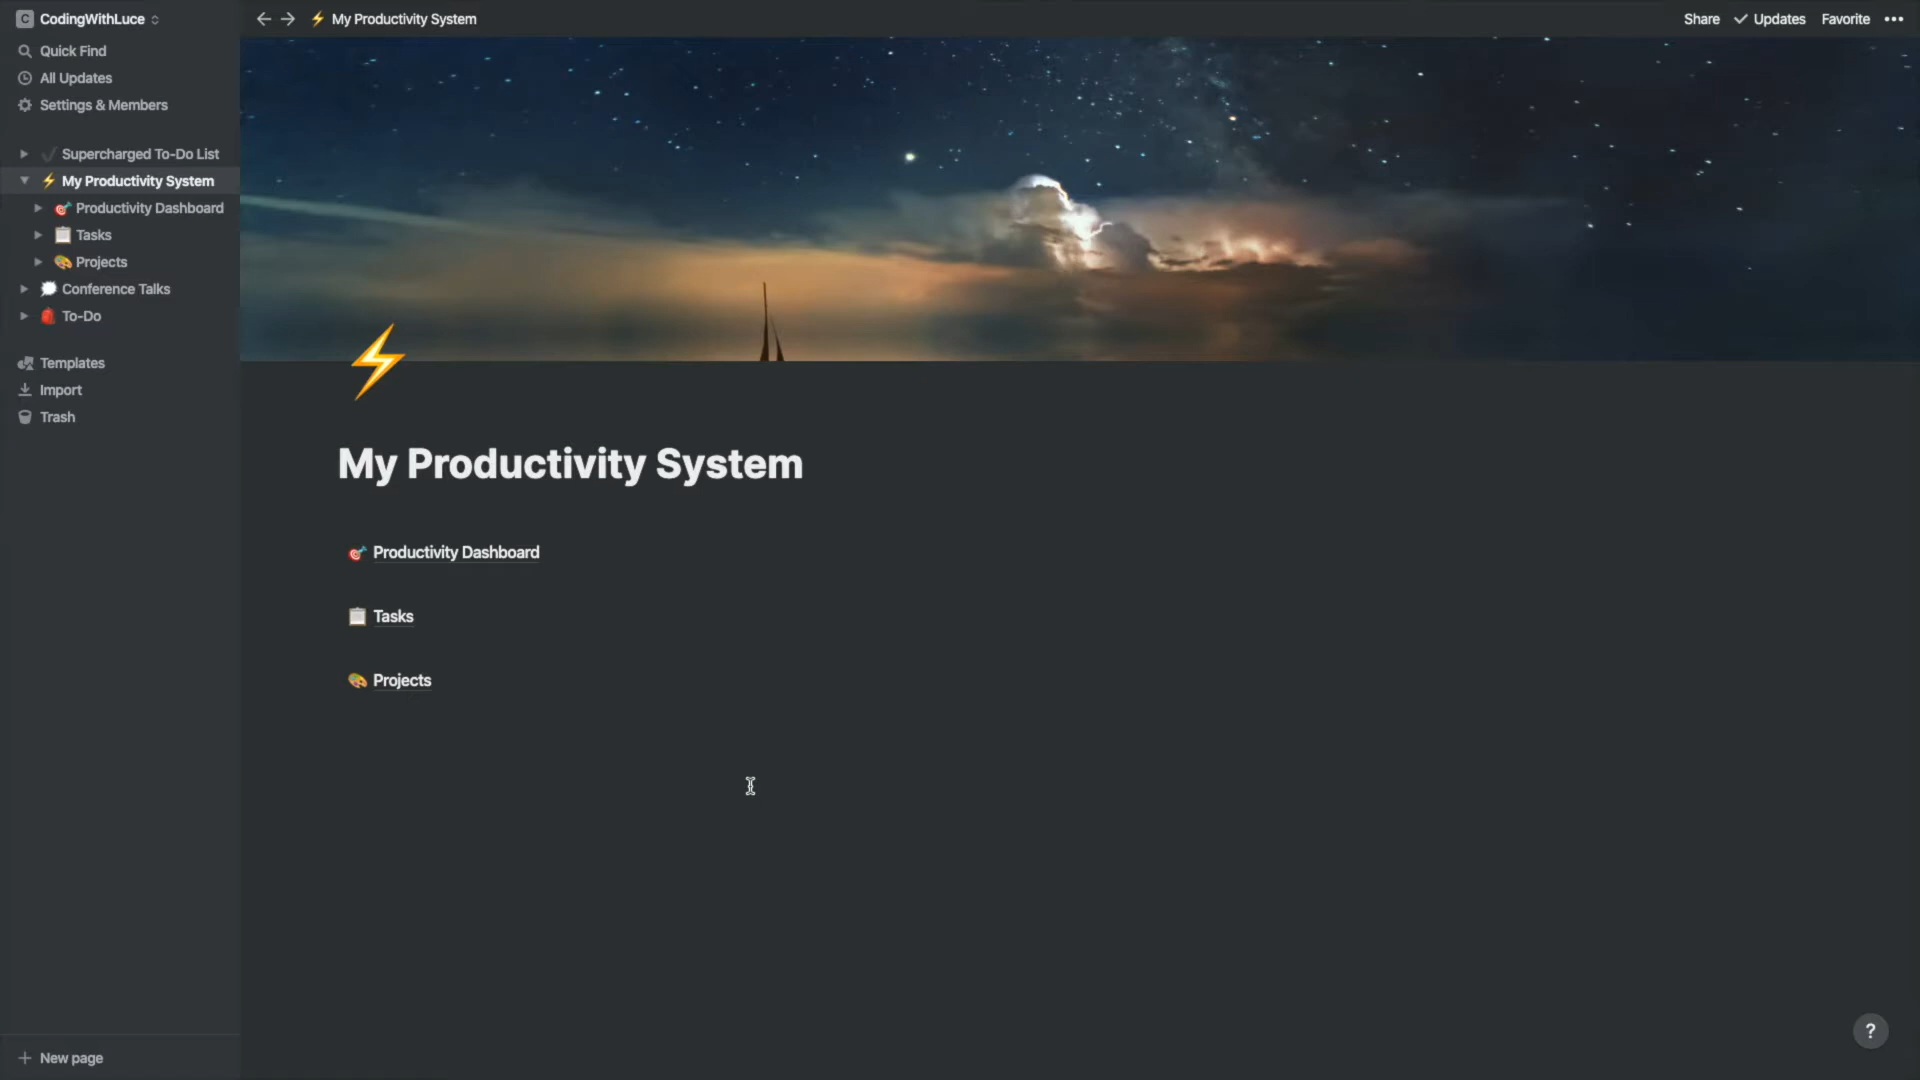 C CodingWithLuce
Quick Find
All Updates
Settings & Members
Supercharged To-Do List
My Productivity System
Productivity Dashboard
Tasks
Projects
Conference Talks
To-Do
Templates
Import
Trash
New page
My Productivity System
Share
Updates
Favorite
My Productivity System
Productivity Dashboard
Tasks
Projects
?